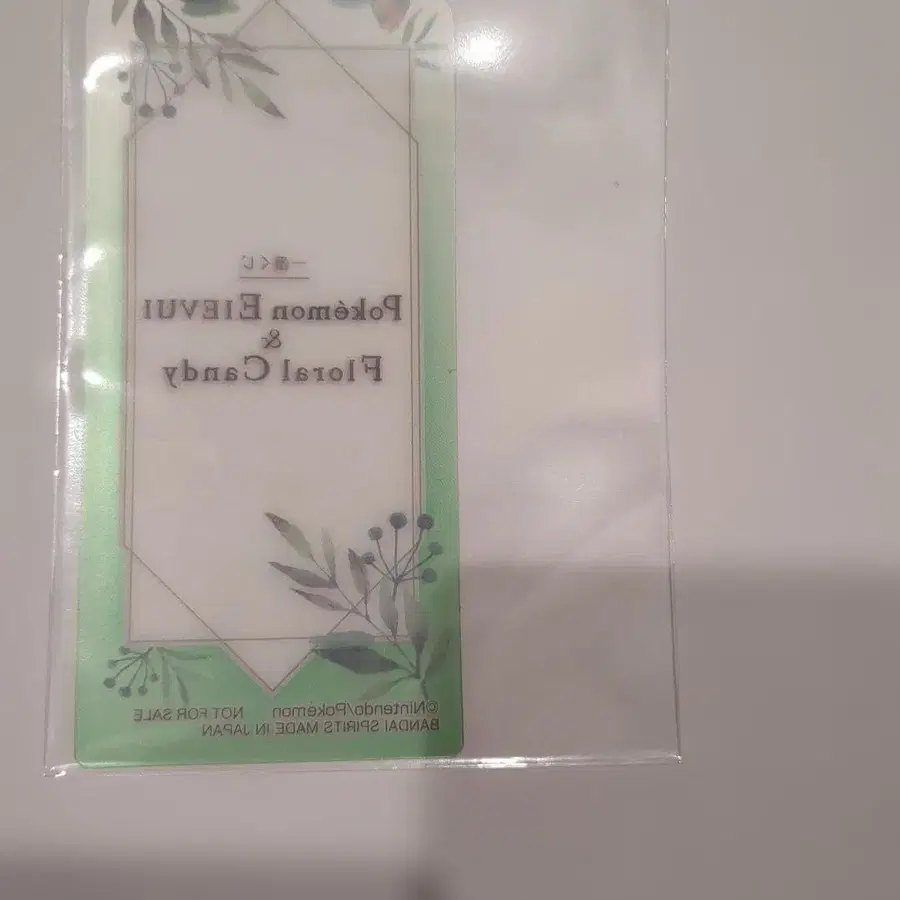 一番くじ
Pokémon EIEVUI
&
Floral Candy
©Nintendo/Pokémon NOT FOR SALE
BANDAI SPIRITS MADE IN JAPAN